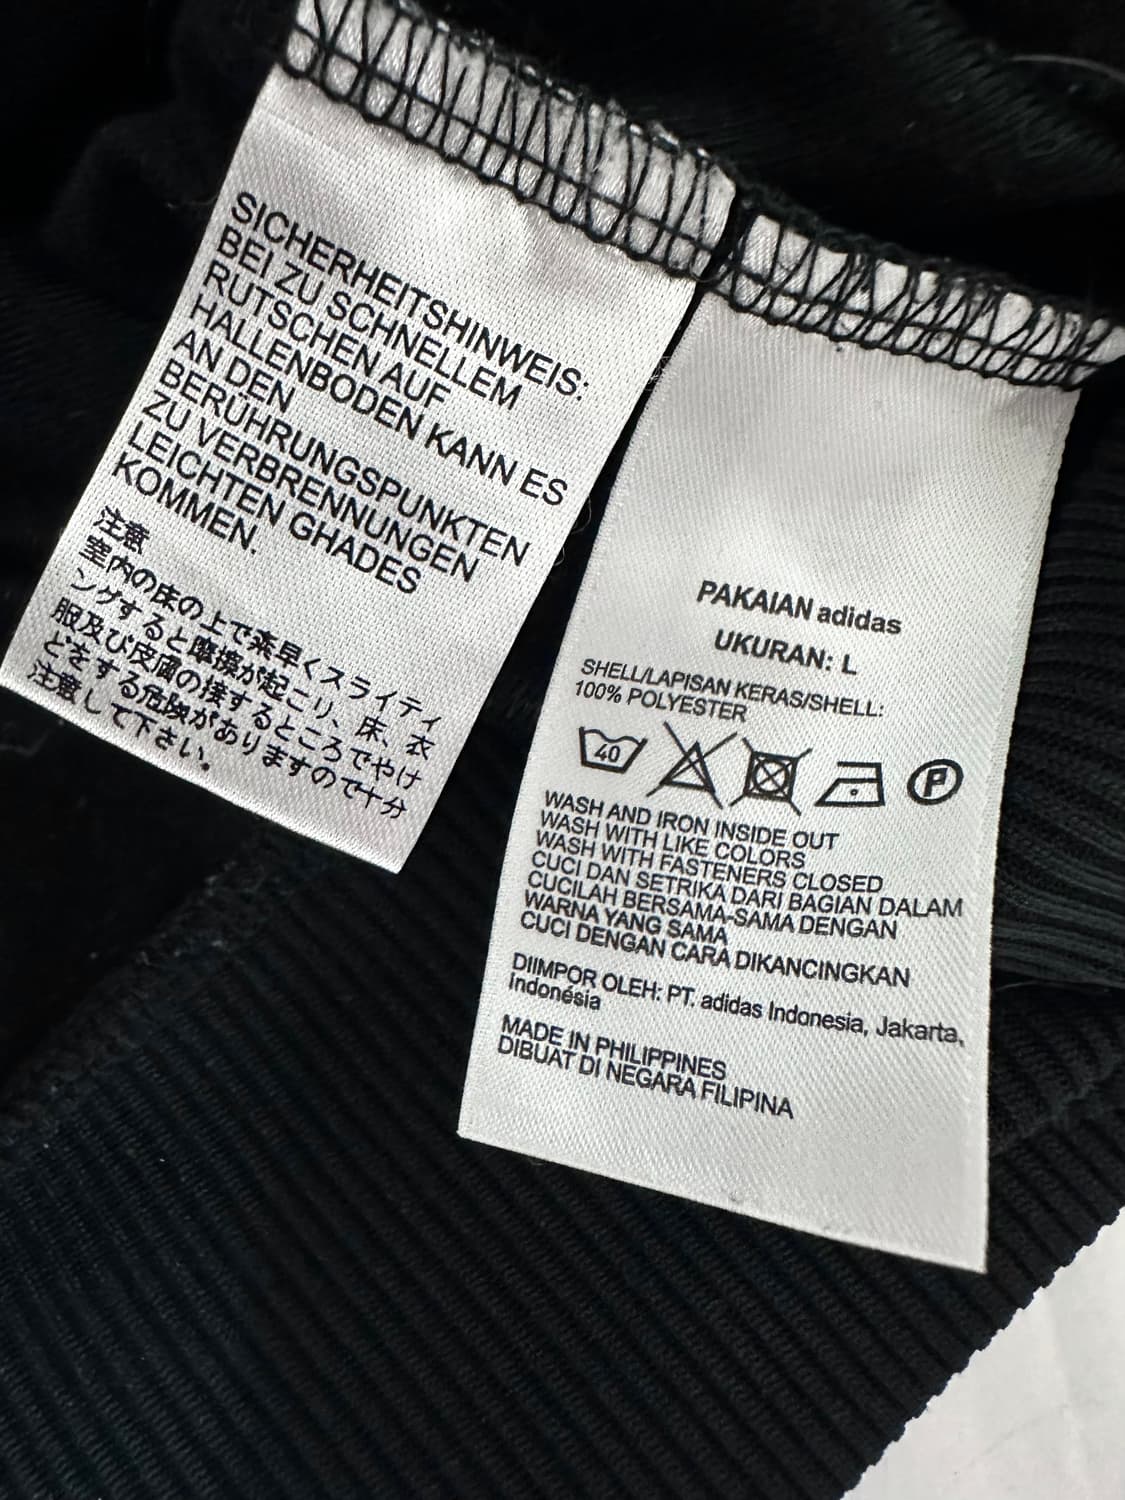 SICHERHEITSHINWEIS:
BEI ZU SCHNELLEM
RUTSCHEN AUF
HALLENBODEN KANN ES
AN DEN
BERÜHRUNGSPUNKTEN
ZU VERBRENNUNGEN
LEICHTEN GHADES
KOMMEN.
注意
室内の床の上で素早くスライティ
ングすると摩擦が起こり、床、衣
服及び皮膚の接するところでやけ
どをする危険がありますので十分
注意して下さい。
PAKAIAN adidas
UKURAN: L
SHELL/LAPISAN KERAS/SHELL:
100% POLYESTER
40
P
WASH AND IRON INSIDE OUT
WASH WITH LIKE COLORS
WASH WITH FASTENERS CLOSED
CUCI DAN SETRIKA DARI BAGIAN DALAM
CUCILAH BERSAMA-SAMA DENGAN
WARNA YANG SAMA
CUCI DENGAN CARA DIKANCINGKAN
DIIMPOR OLEH: PT. adidas Indonesia, Jakarta,
Indonésia
MADE IN PHILIPPINES
DIBUAT DI NEGARA FILIPINA